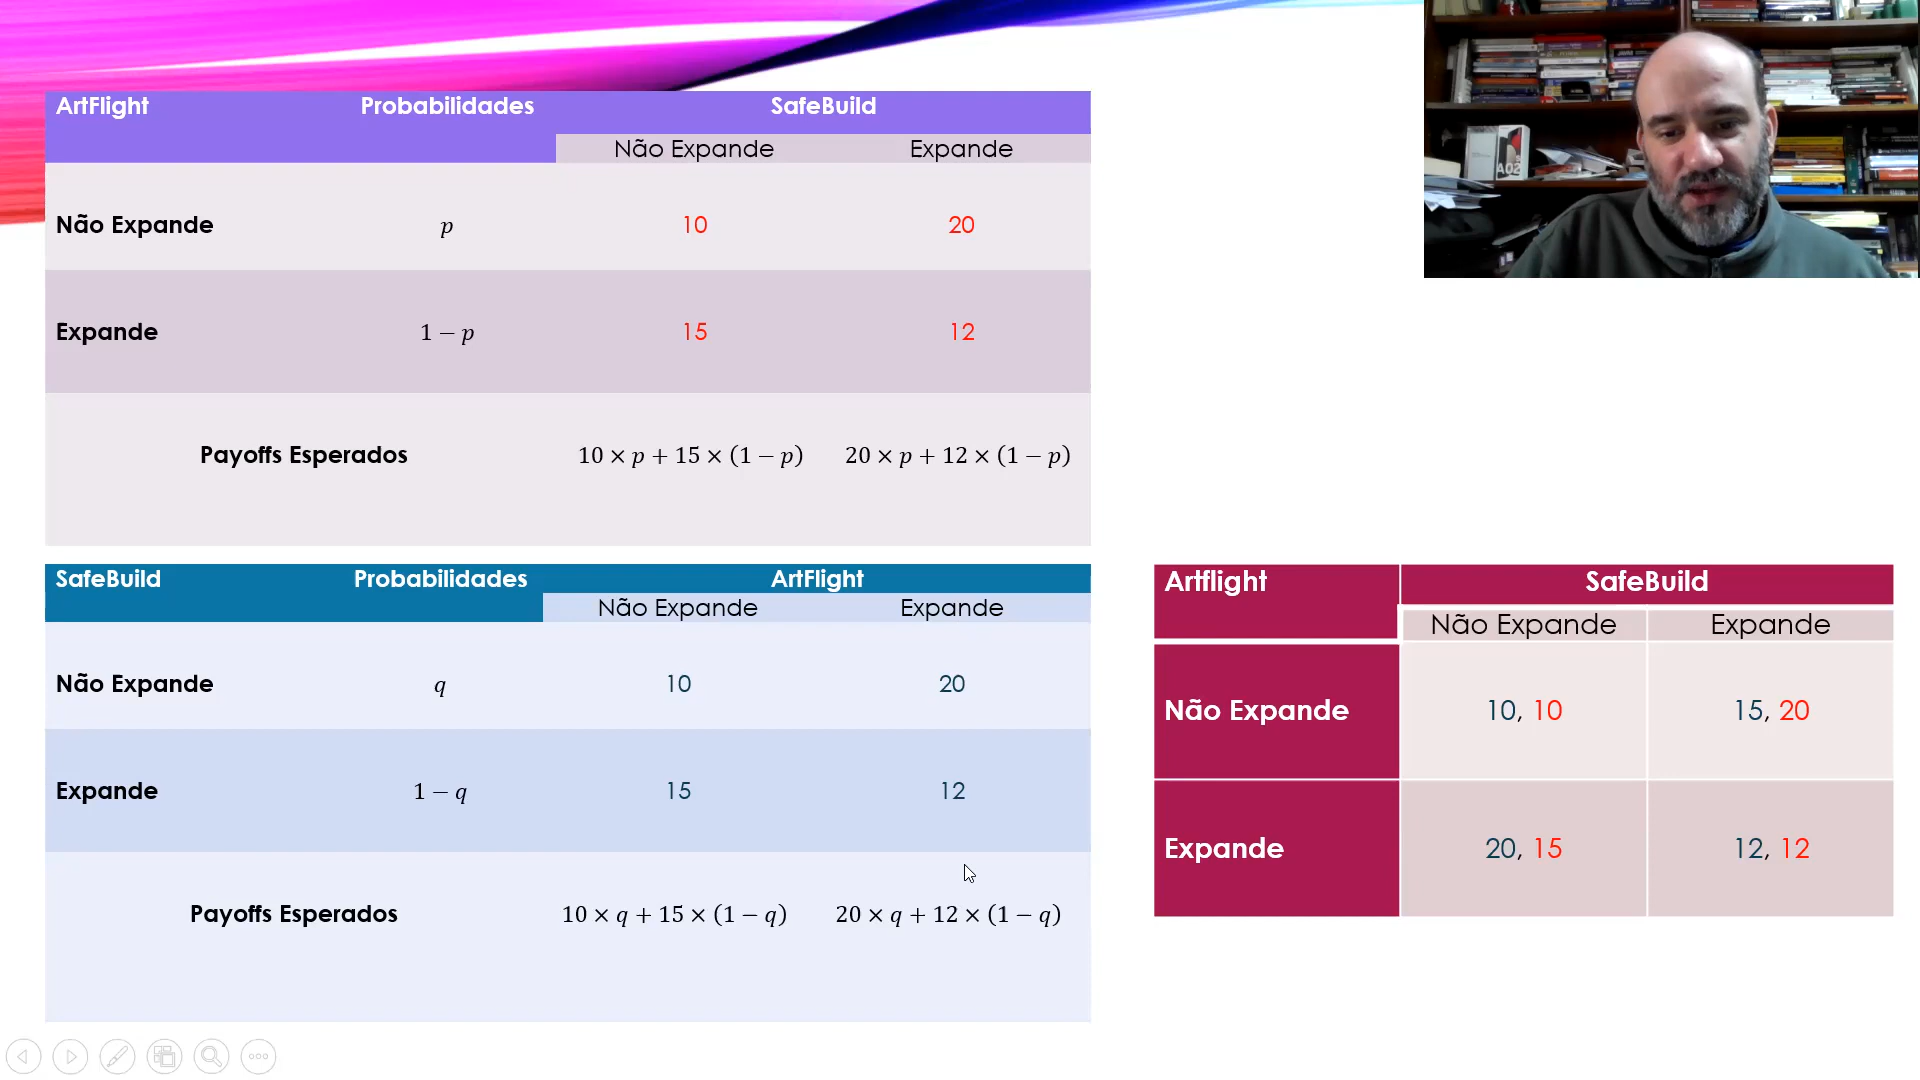 ArtFlight Probabilidades SafeBuild
Não Expande Expande
Não Expande p 10 20
Expande 1 − p 15 12
Payoffs Esperados 10 × p + 15 × (1 − p) 20 × p + 12 × (1 − p)
SafeBuild Probabilidades ArtFlight
Não Expande Expande
Não Expande q 10 20
Expande 1 − q 15 12
Payoffs Esperados 10 × q + 15 × (1 − q) 20 × q + 12 × (1 − q)
Artflight SafeBuild
Não Expande Expande
Não Expande 10, 10 15, 20
Expande 20, 15 12, 12
A02